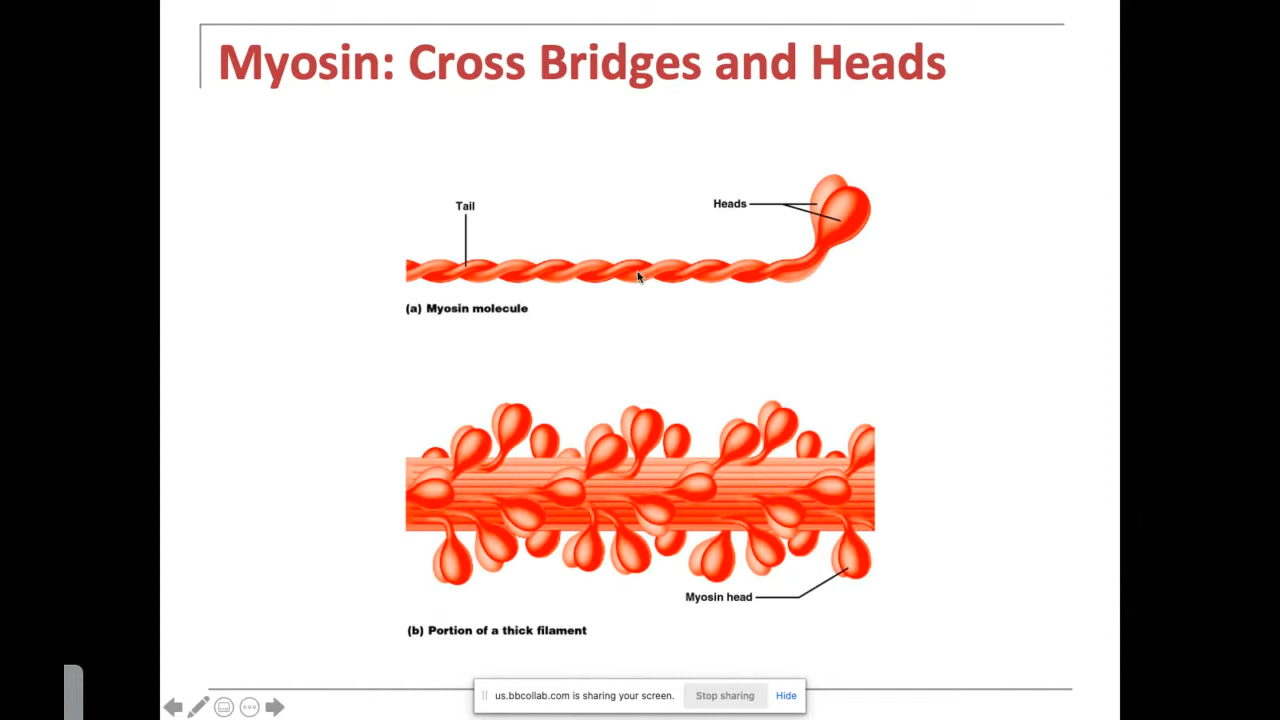 Myosin: Cross Bridges and Heads
Tail
Heads
(a) Myosin molecule
Myosin head
(b) Portion of a thick filament
us.bbcollab.com is sharing your screen. Stop sharing Hide